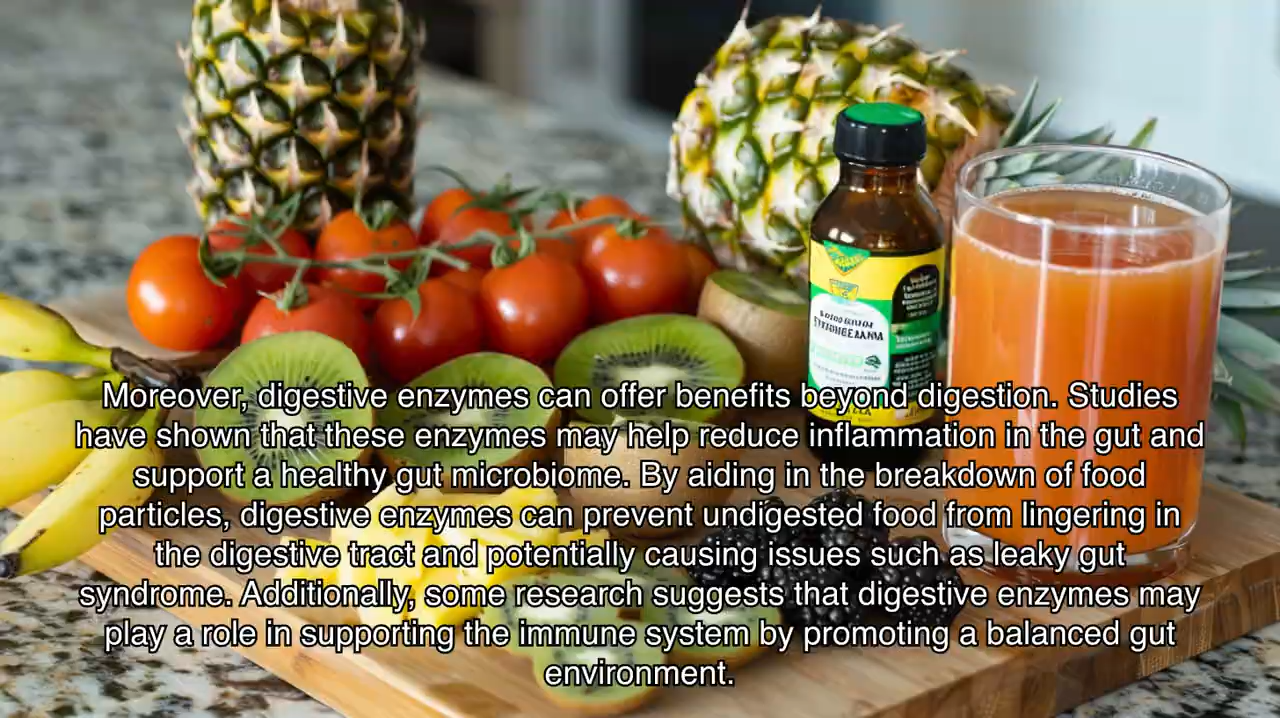 Moreover, digestive enzymes can offer benefits beyond digestion. Studies
have shown that these enzymes may help reduce inflammation in the gut and
support a healthy gut microbiome. By aiding in the breakdown of food
particles, digestive enzymes can prevent undigested food from lingering in
the digestive tract and potentially causing issues such as leaky gut
syndrome. Additionally, some research suggests that digestive enzymes may
play a role in supporting the immune system by promoting a balanced gut
environment.